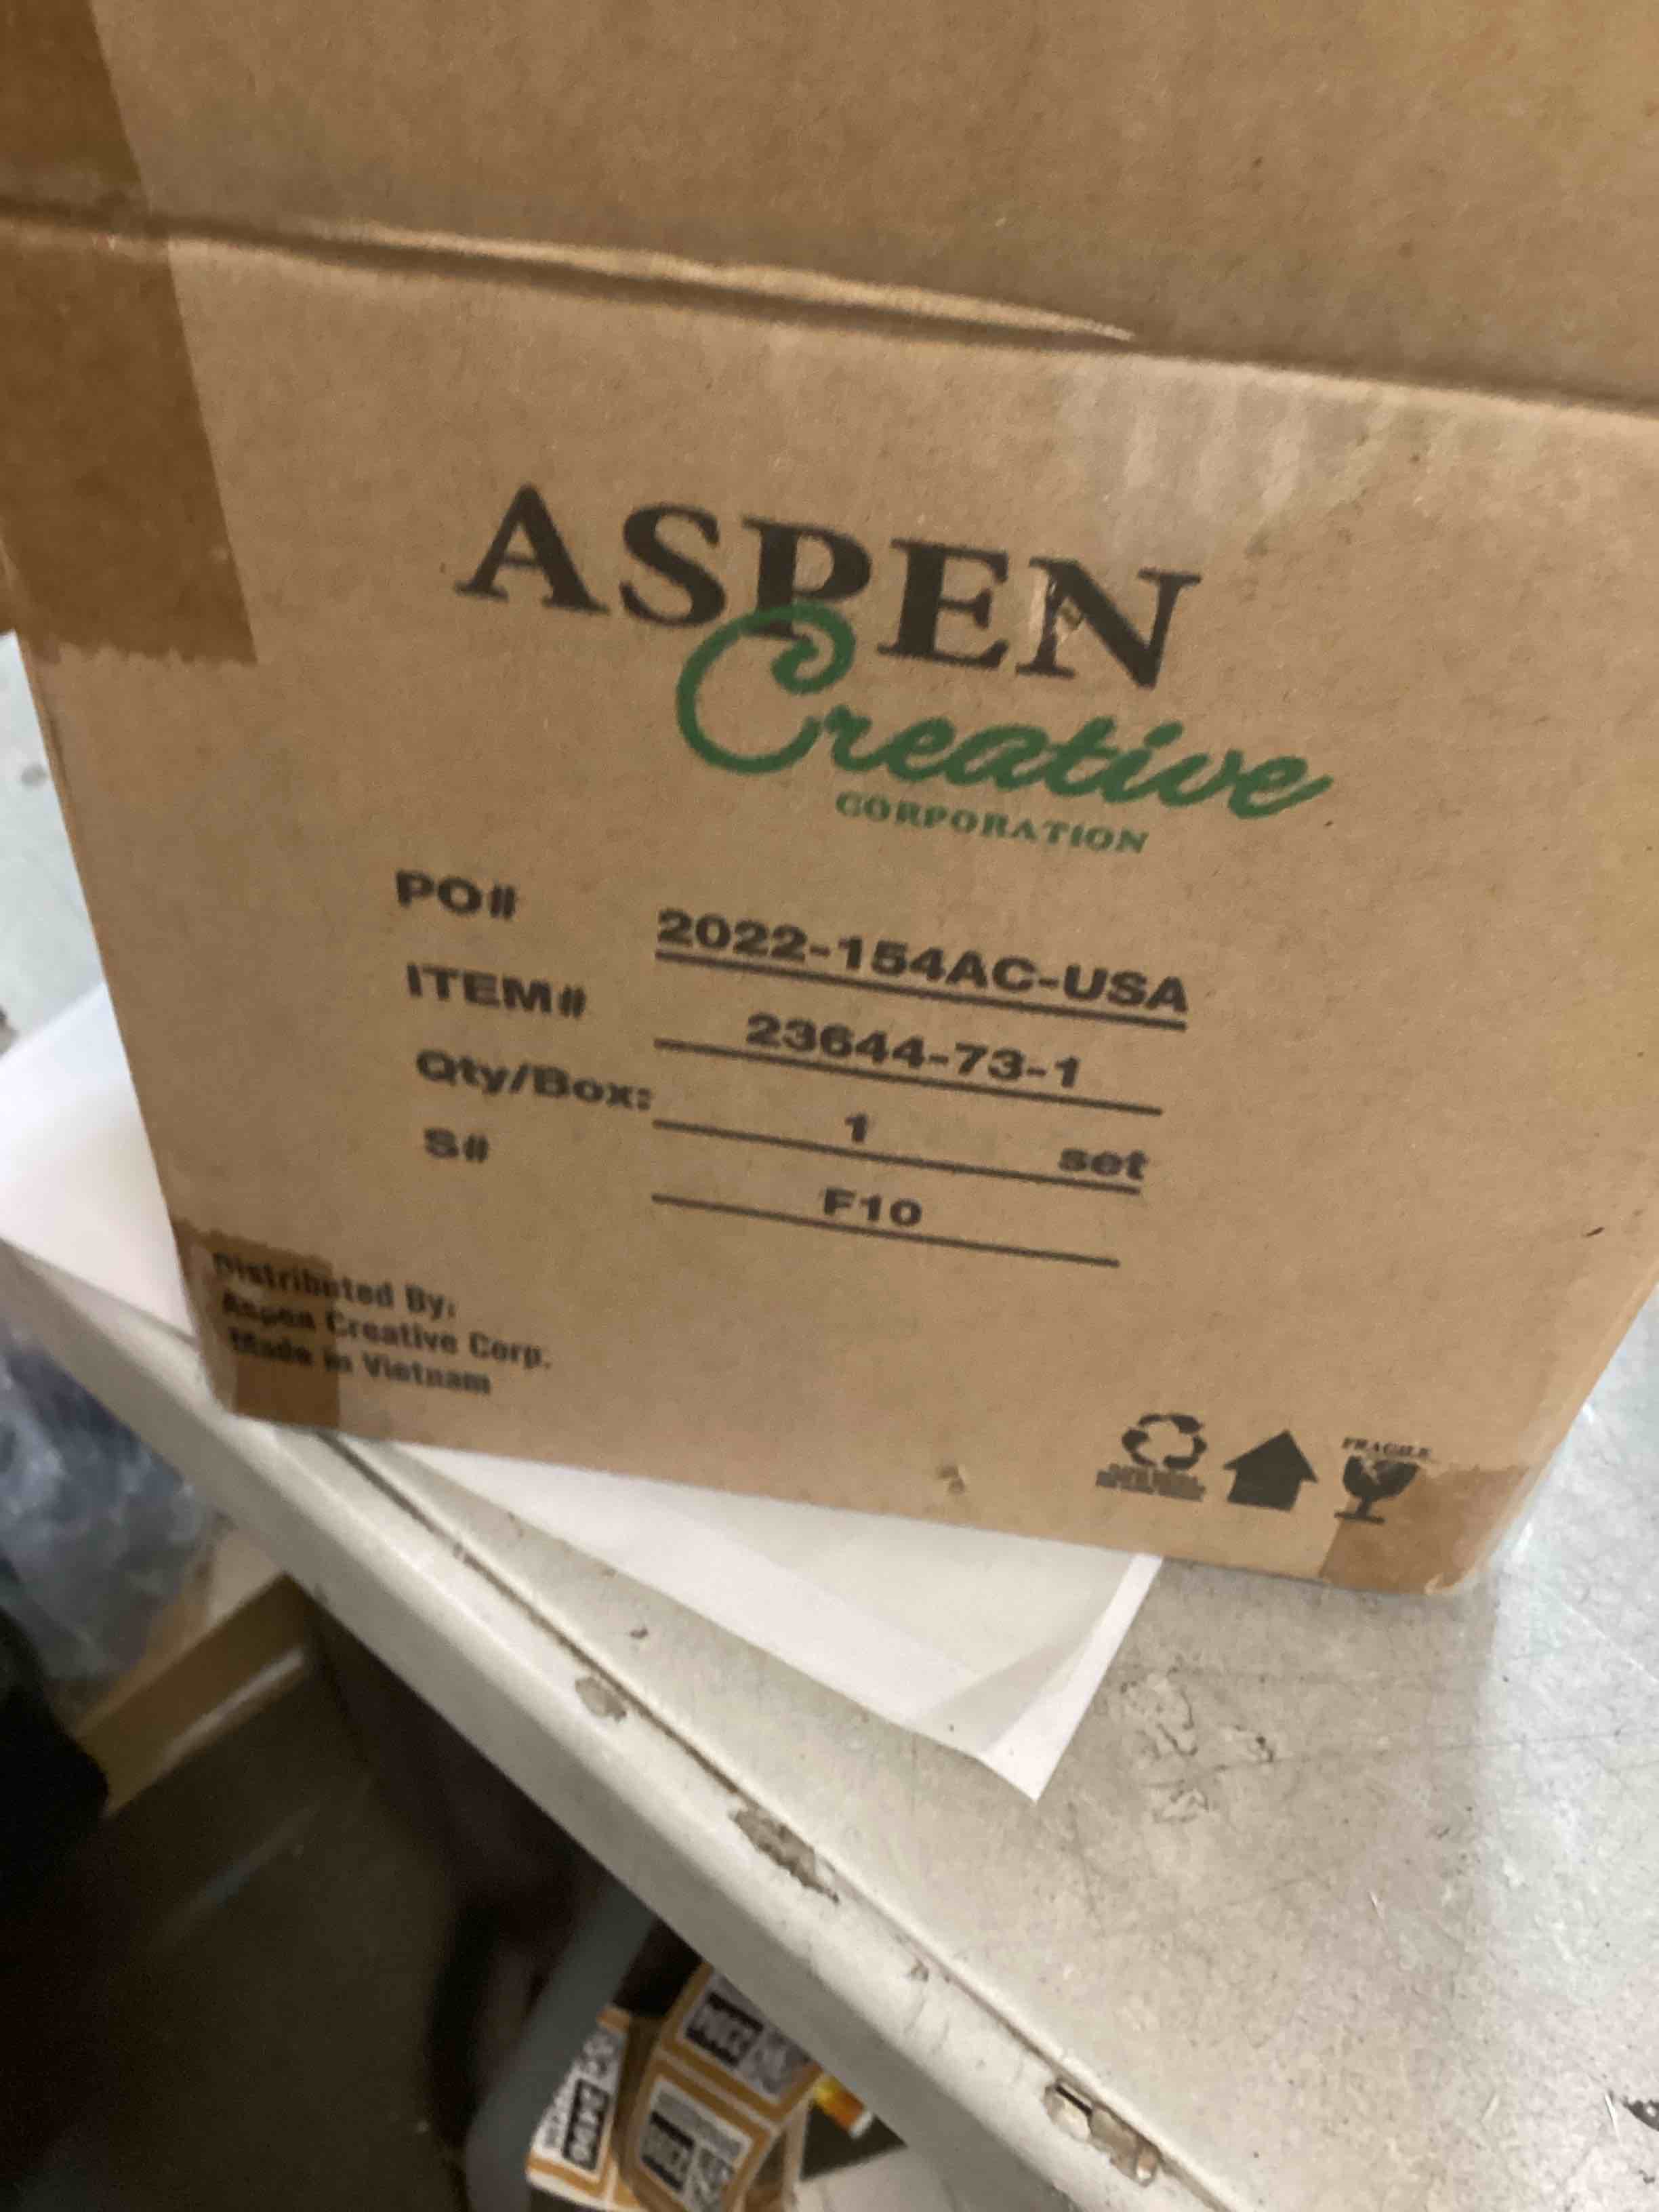 ASPEN
Creative
CORPORATION
PO# 2022-154AC-USA
ITEM# 23644-73-1
Qty/Box: 1 set
S# F10
Distributed By:
Aspen Creative Corp.
Made in Vietnam
FRAGILE